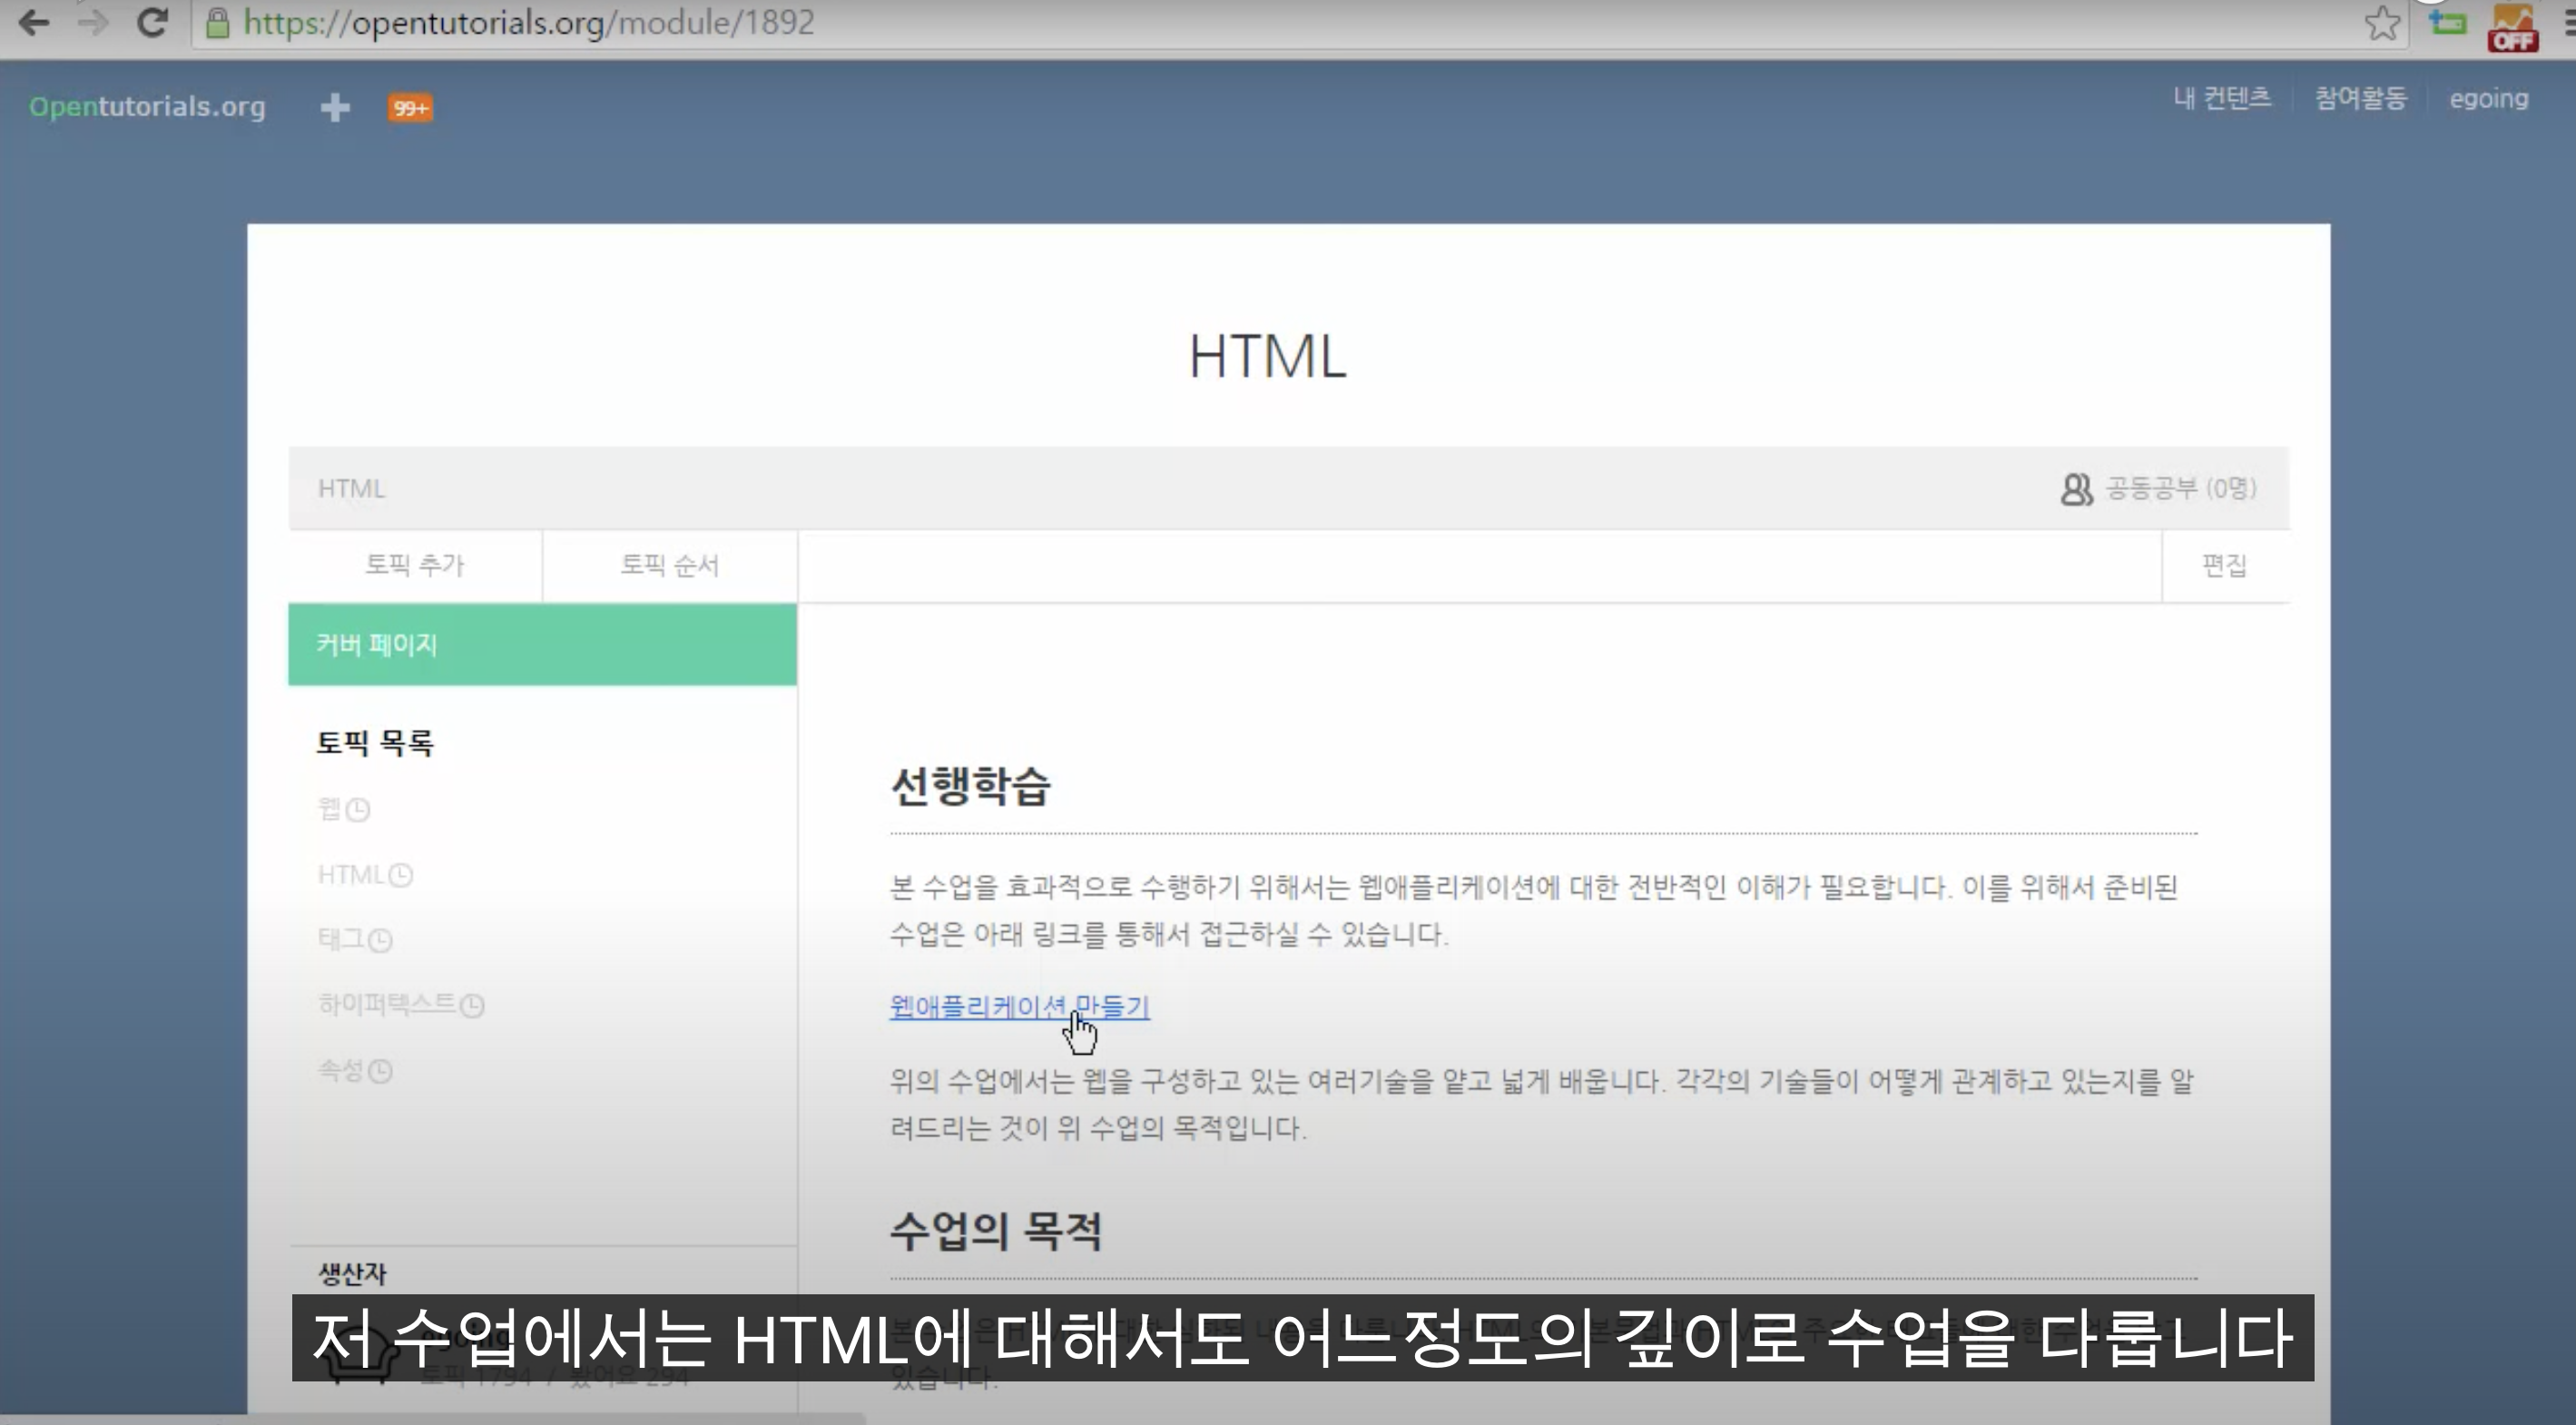 https://opentutorials.org/module/1892
OFF
Opentutorials.org
99+
내 컨텐츠
참여활동
egoing
HTML
HTML
공동공부 (0명)
토픽 추가
토픽 순서
편집
커버 페이지
토픽 목록
웹
HTML
태그
하이퍼텍스트
속성
생산자
egoing
토픽 1794 / 봤어요 294
선행학습
본 수업을 효과적으로 수행하기 위해서는 웹애플리케이션에 대한 전반적인 이해가 필요합니다. 이를 위해서 준비된
수업은 아래 링크를 통해서 접근하실 수 있습니다.
웹애플리케이션 만들기
위의 수업에서는 웹을 구성하고 있는 여러기술을 얕고 넓게 배웁니다. 각각의 기술들이 어떻게 관계하고 있는지를 알
려드리는 것이 위 수업의 목적입니다.
수업의 목적
있습니다.
저 수업에서는 HTML에 대해서도 어느정도의 깊이로 수업을 다룹니다